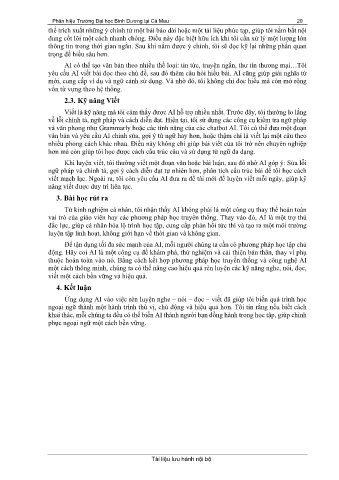 Phân hiệu Trường Đại học Bình Dương tại Cà Mau 29
thể trích xuất những ý chính từ một bài báo dài hoặc một tài liệu phức tạp, giúp tôi nắm bắt nội
dung cốt lõi một cách nhanh chóng. Điều này đặc biệt hữu ích khi tôi cần xử lý một lượng lớn
thông tin trong thời gian ngắn. Sau khi nắm được ý chính, tôi sẽ đọc kỹ lại những phần quan
trọng để hiểu sâu hơn.
AI có thể tạo văn bản theo nhiều thể loại: tin tức, truyện ngắn, thư tín thương mại…Tôi
yêu cầu AI viết bài đọc theo chủ đề, sau đó thêm câu hỏi hiểu bài. AI cũng giúp giải nghĩa từ
mới, cung cấp ví dụ và ngữ cảnh sử dụng. Và nhờ đó, tôi không chỉ đọc hiểu mà còn mở rộng
vốn từ vựng theo hệ thống.
2.3. Kỹ năng Viết
Viết là kỹ năng mà tôi cảm thấy được AI hỗ trợ nhiều nhất. Trước đây, tôi thường lo lắng
về lỗi chính tả, ngữ pháp và cách diễn đạt. Hiện tại, tôi sử dụng các công cụ kiểm tra ngữ pháp
và văn phong như Grammarly hoặc các tính năng của các chatbot AI. Tôi có thể đưa một đoạn
văn bản và yêu cầu AI chỉnh sửa, gợi ý từ ngữ hay hơn, hoặc thậm chí là viết lại một câu theo
nhiều phong cách khác nhau. Điều này không chỉ giúp bài viết của tôi trở nên chuyên nghiệp
hơn mà còn giúp tôi học được cách cấu trúc câu và sử dụng từ ngữ đa dạng.
Khi luyện viết, tôi thường viết một đoạn văn hoặc bài luận, sau đó nhờ AI góp ý: Sửa lỗi
ngữ pháp và chính tả, gợi ý cách diễn đạt tự nhiên hơn, phân tích cấu trúc bài để tôi học cách
viết mạch lạc. Ngoài ra, tôi còn yêu cầu AI đưa ra đề tài mới để luyện viết mỗi ngày, giúp kỹ
năng viết được duy trì liên tục.
3. Bài học rút ra
Từ kinh nghiệm cá nhân, tôi nhận thấy AI không phải là một công cụ thay thế hoàn toàn
vai trò của giáo viên hay các phương pháp học truyền thống. Thay vào đó, AI là một trợ thủ
đắc lực, giúp cá nhân hóa lộ trình học tập, cung cấp phản hồi tức thì và tạo ra một môi trường
luyện tập linh hoạt, không giới hạn về thời gian và không gian.
Để tận dụng tối đa sức mạnh của AI, mỗi người chúng ta cần có phương pháp học tập chủ
động. Hãy coi AI là một công cụ để khám phá, thử nghiệm và cải thiện bản thân, thay vì phụ
thuộc hoàn toàn vào nó. Bằng cách kết hợp phương pháp học truyền thống và công nghệ AI
một cách thông minh, chúng ta có thể nâng cao hiệu quả rèn luyện các kỹ năng nghe, nói, đọc,
viết một cách bền vững và hiệu quả.
4. Kết luận
Ứng dụng AI vào việc rèn luyện nghe – nói – đọc – viết đã giúp tôi biến quá trình học
ngoại ngữ thành một hành trình thú vị, chủ động và hiệu quả hơn. Tôi tin rằng nếu biết cách
khai thác, mỗi chúng ta đều có thể biến AI thành người bạn đồng hành trong học tập, giúp chinh
phục ngoại ngữ một cách bền vững.
Tài liệu lưu hành nội bộ